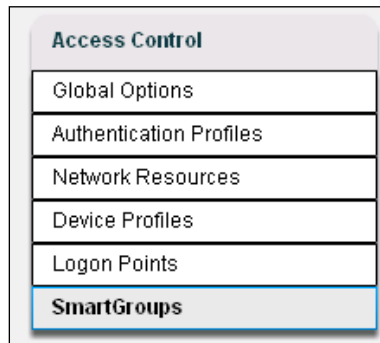 Access Control
Global Options
Authentication Profiles
Network Resources
Device Profiles
Logon Points
SmartGroups